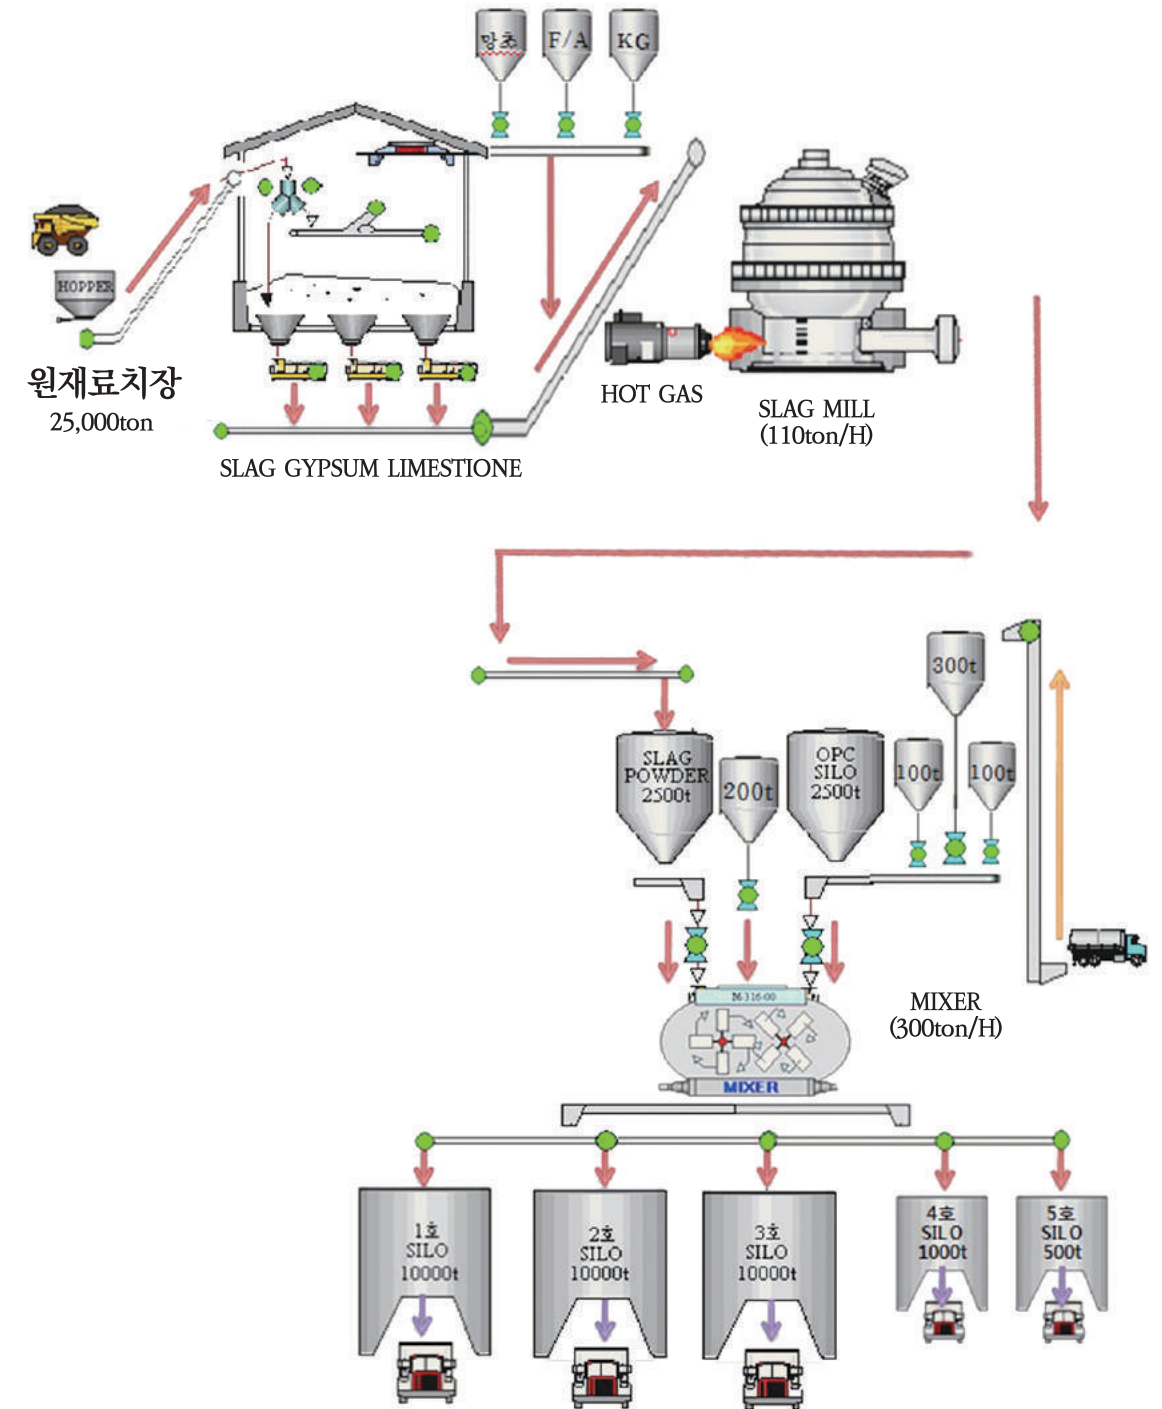 망초
F/A
KG
HOPPER
원재료치장
25,000ton
SLAG GYPSUM LIMESTIONE
HOT GAS
SLAG MILL
(110ton/H)
300t
SLAG
POWDER
2500t
200t
OPC
SILO
2500t
100t
100t
M-316-00
MIXER
MIXER
(300ton/H)
1호
SILO
10000t
2호
SILO
10000t
3호
SILO
10000t
4호
SILO
1000t
5호
SILO
500t